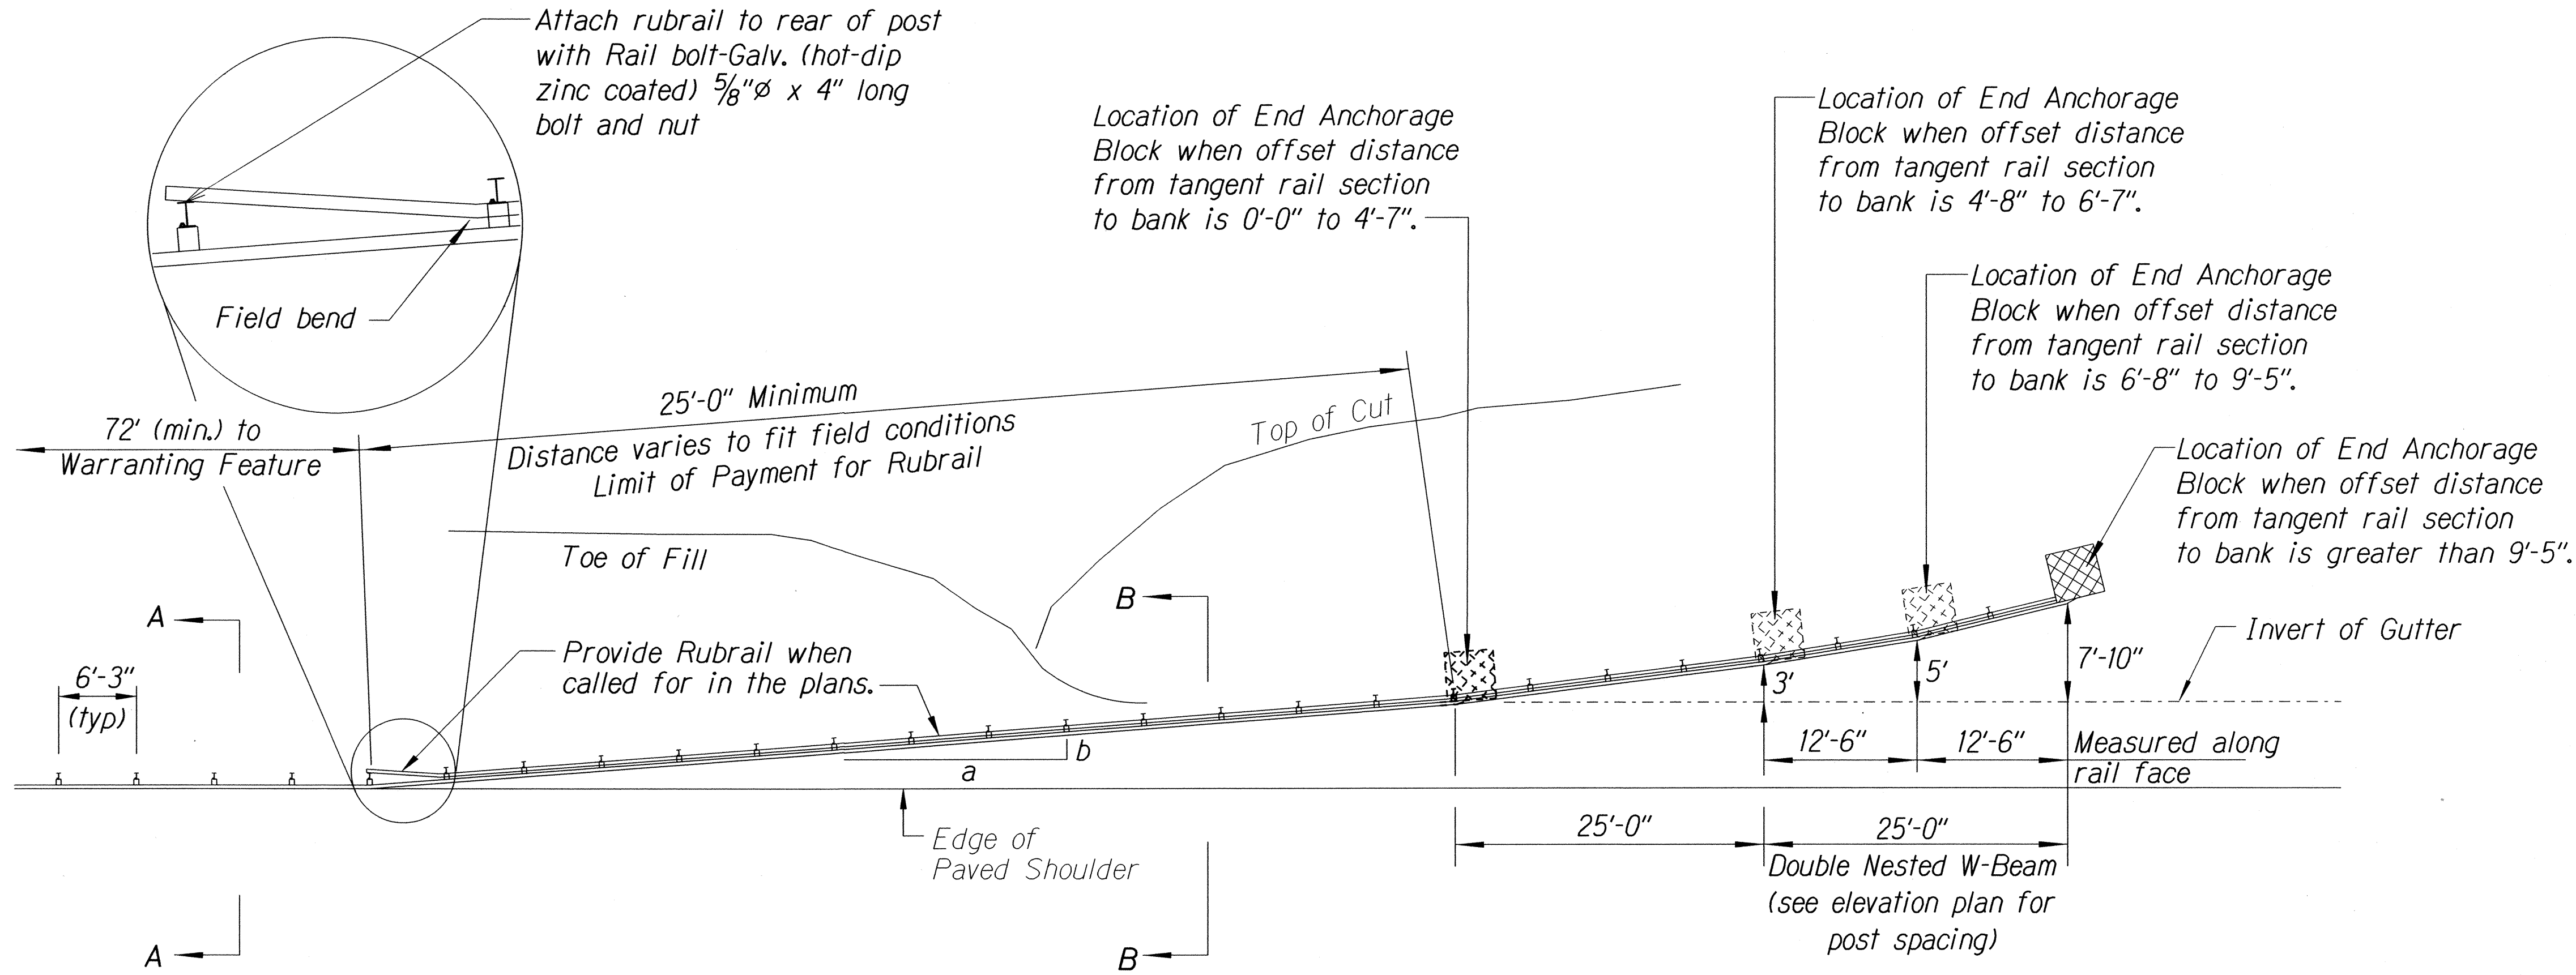 Attach rubrail to rear of post
with Rail bolt-Galv. (hot-dip
zinc coated) 5/8"ø x 4" long
bolt and nut
Field bend
72' (min.) to
Warranting Feature
25'-0" Minimum
Distance varies to fit field conditions
Limit of Payment for Rubrail
Location of End Anchorage
Block when offset distance
from tangent rail section
to bank is 0'-0" to 4'-7".
Location of End Anchorage
Block when offset distance
from tangent rail section
to bank is 4'-8" to 6'-7".
Location of End Anchorage
Block when offset distance
from tangent rail section
to bank is 6'-8" to 9'-5".
Location of End Anchorage
Block when offset distance
from tangent rail section
to bank is greater than 9'-5".
Top of Cut
Toe of Fill
A
B
6'-3"
(typ)
Provide Rubrail when
called for in the plans.
b
a
3'
5'
7'-10"
Invert of Gutter
12'-6"
12'-6"
Measured along
rail face
Edge of
Paved Shoulder
25'-0"
25'-0"
Double Nested W-Beam
(see elevation plan for
post spacing)
A
B